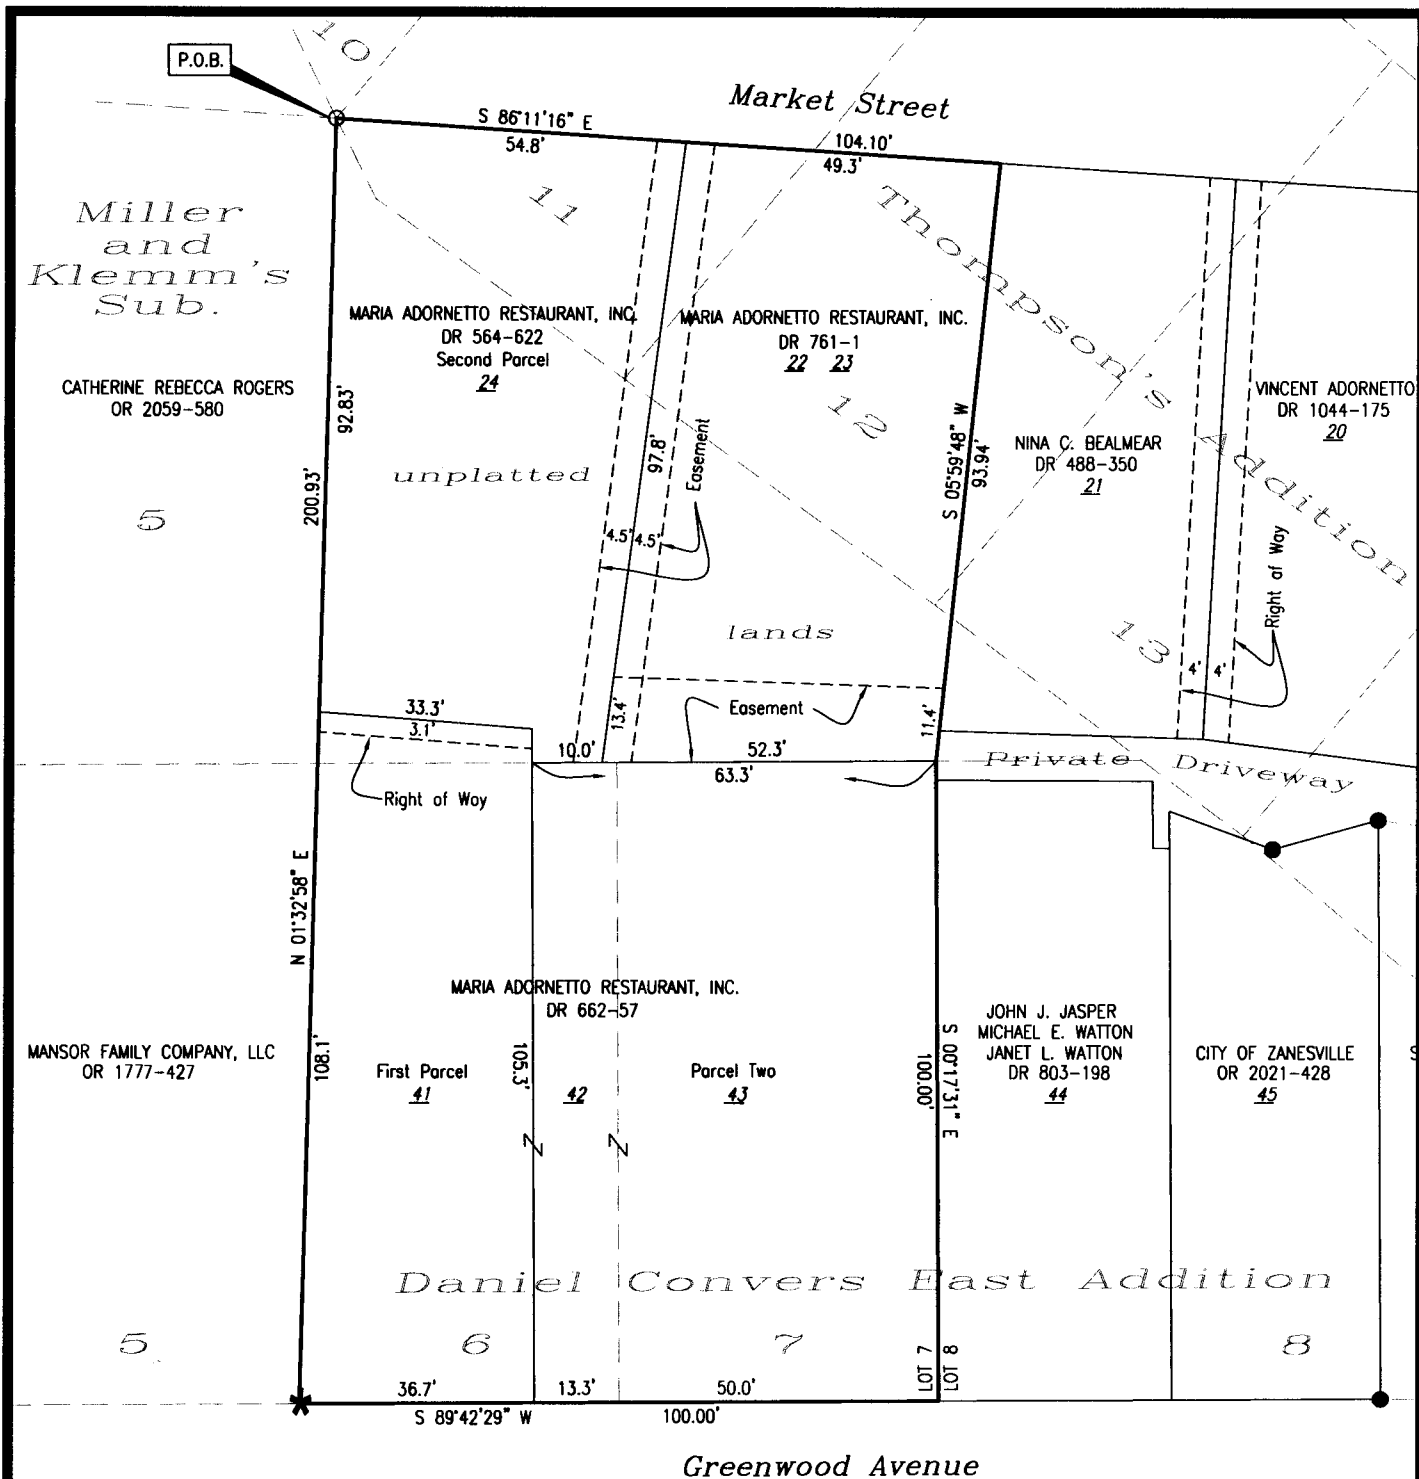 10
P.O.B.
Market Street
S 86°11'16" E
104.10'
54.8'
49.3'
Miller
and
Klemm's
Sub.
11
Thompson's Addition
MARIA ADORNETTO RESTAURANT, INC.
DR 564-622
Second Parcel
24
MARIA ADORNETTO RESTAURANT, INC.
DR 761-1
22 23
CATHERINE REBECCA ROGERS
OR 2059-580
92.83'
12
VINCENT ADORNETTO
DR 1044-175
20
NINA C. BEALMEAR
DR 488-350
21
unplatted
97.8'
Easement
S 05°59'48" W
93.94'
200.93'
5
4.5' 4.5'
Right of Way
lands
13
4' 4'
33.3'
3.1'
13.4'
Easement
11.4'
10.0'
52.3'
63.3'
Private Driveway
Right of Way
N 01°32'58" E
MARIA ADORNETTO RESTAURANT, INC.
DR 662-57
JOHN J. JASPER
MICHAEL E. WATTON
JANET L. WATTON
DR 803-198
44
MANSOR FAMILY COMPANY, LLC
OR 1777-427
108.1'
First Parcel
41
105.3'
42
Parcel Two
43
100.00'
S 00°17'31" E
CITY OF ZANESVILLE
OR 2021-428
45
S
Z Z
Daniel Convers East Addition
5
6
7
8
LOT 7
LOT 8
36.7'
13.3'
50.0'
S 89°42'29" W
100.00'
Greenwood Avenue